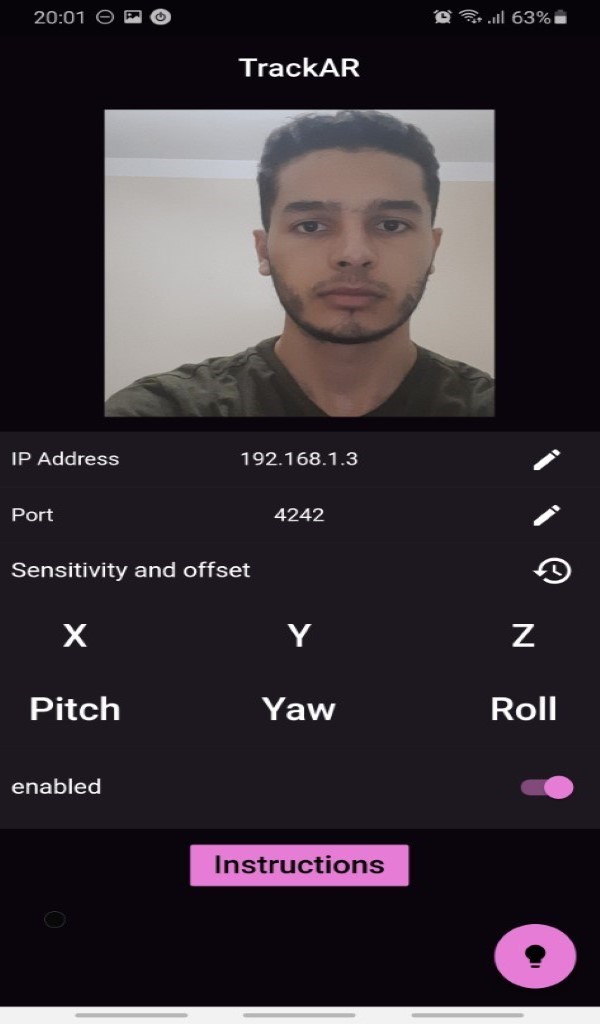 20:01 63%
TrackAR
IP Address 192.168.1.3
Port 4242
Sensitivity and offset
X Y Z
Pitch Yaw Roll
enabled
Instructions